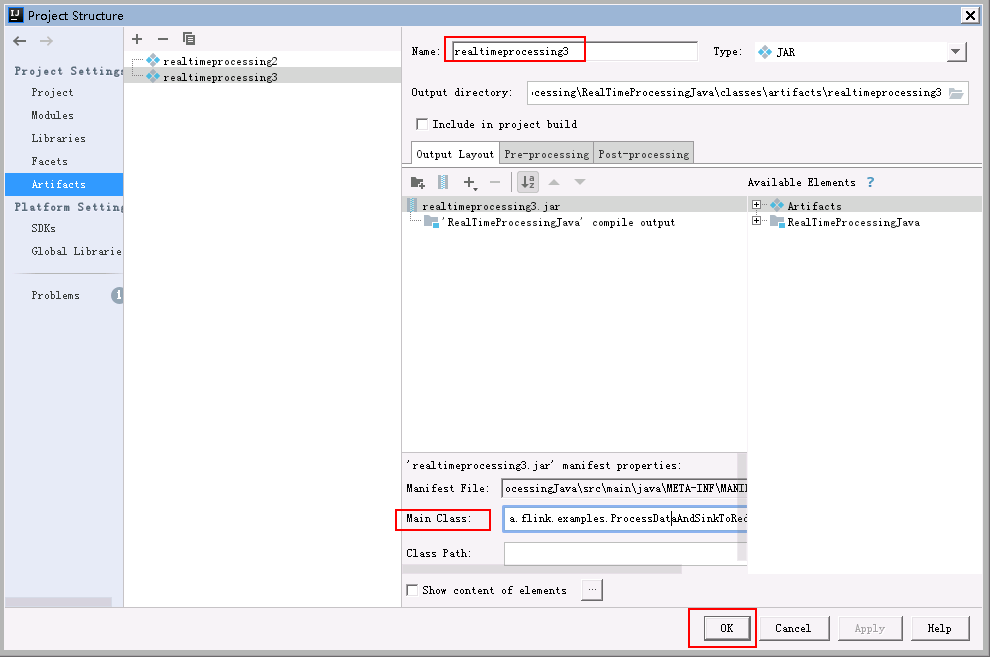 Project Structure
Project Settings
Project
Modules
Libraries
Facets
Artifacts
Platform Setting
SDKs
Global Librarie
Problems
1
realtimeprocessing2
realtimeprocessing3
Name: realtimeprocessing3 Type: JAR
Output directory: ocessing\RealTimeProcessingJava\classes\artifacts\realtimeprocessing3
Include in project build
Output Layout Pre-processing Post-processing
Available Elements ?
realtimeprocessing3.jar
'RealTimeProcessingJava' compile output
Artifacts
RealTimeProcessingJava
'realtimeprocessing3.jar' manifest properties:
Manifest File: ocessingJava\src\main\java\META-INF\MANI
Main Class: a.flink.examples.ProcessDataAndSinkToRed
Class Path:
Show content of elements ...
OK Cancel Apply Help